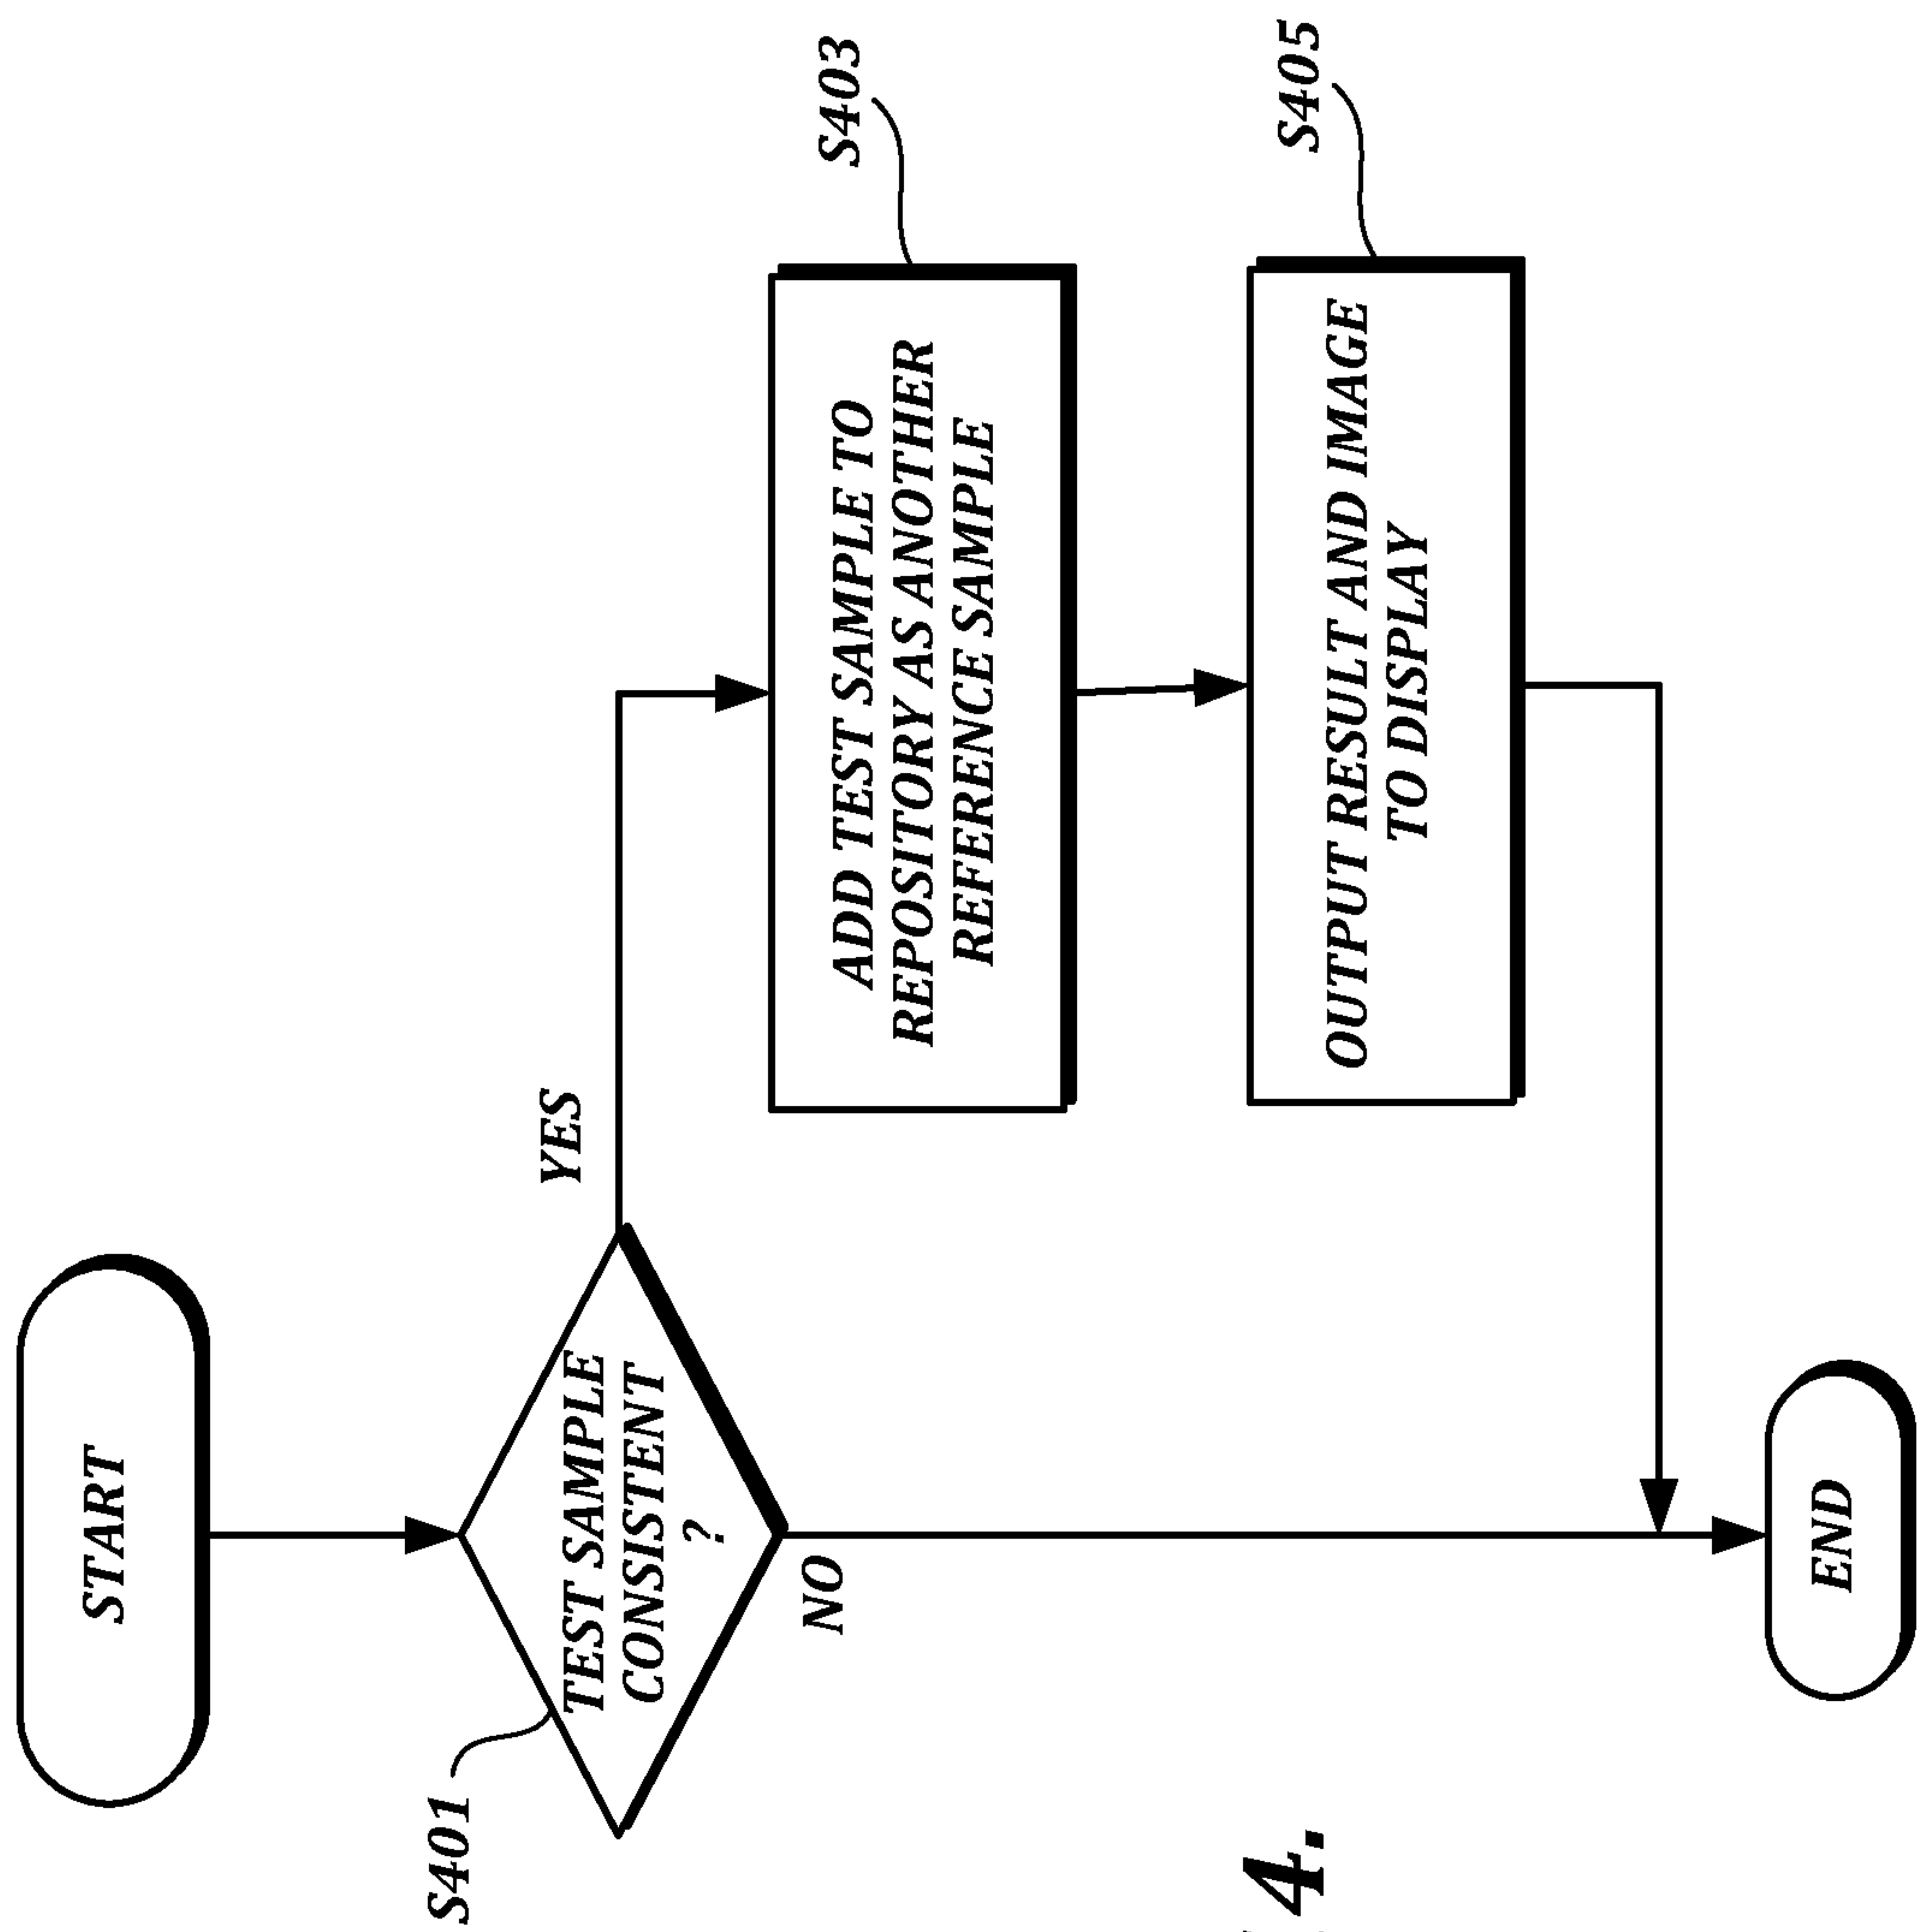 START
S401
TEST SAMPLE
CONSISTENT
?
YES
NO
S403
ADD TEST SAMPLE TO
REPOSITORY AS ANOTHER
REFERENCE SAMPLE
S405
OUTPUT RESULT AND IMAGE
TO DISPLAY
END
4.